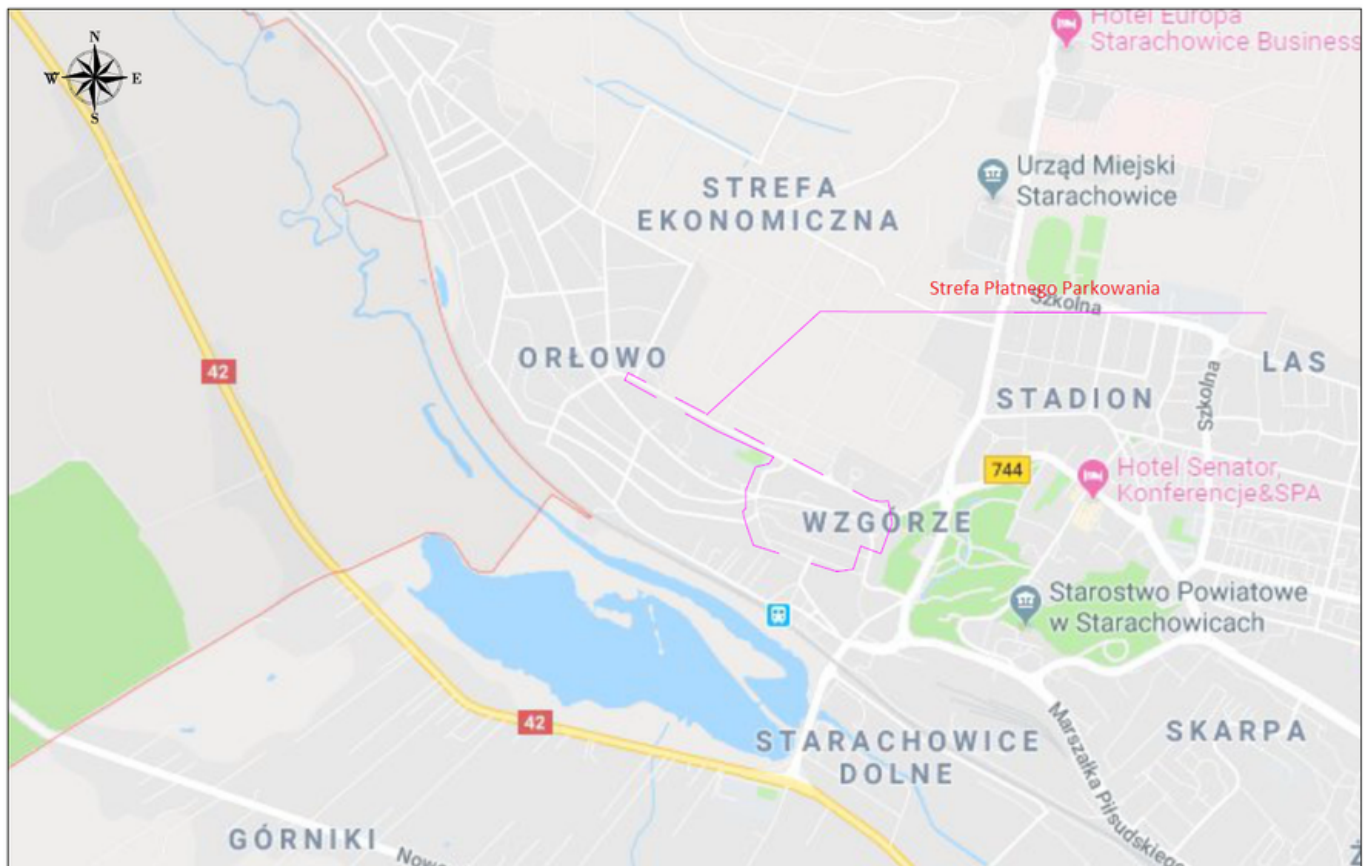 N
W
E
S
Hotel Europa
Starachowice Business
Urząd Miejski
Starachowice
STREFA
EKONOMICZNA
Strefa Płatnego Parkowania
Szkolna
ORŁOWO
42
LAS
STADION
Szkolna
744
Hotel Senator,
Konferencje&SPA
WZGÓRZE
Starostwo Powiatowe
w Starachowicach
42
STARACHOWICE
DOLNE
Marszałka Piłsudskiego
SKARPA
GÓRNIKI